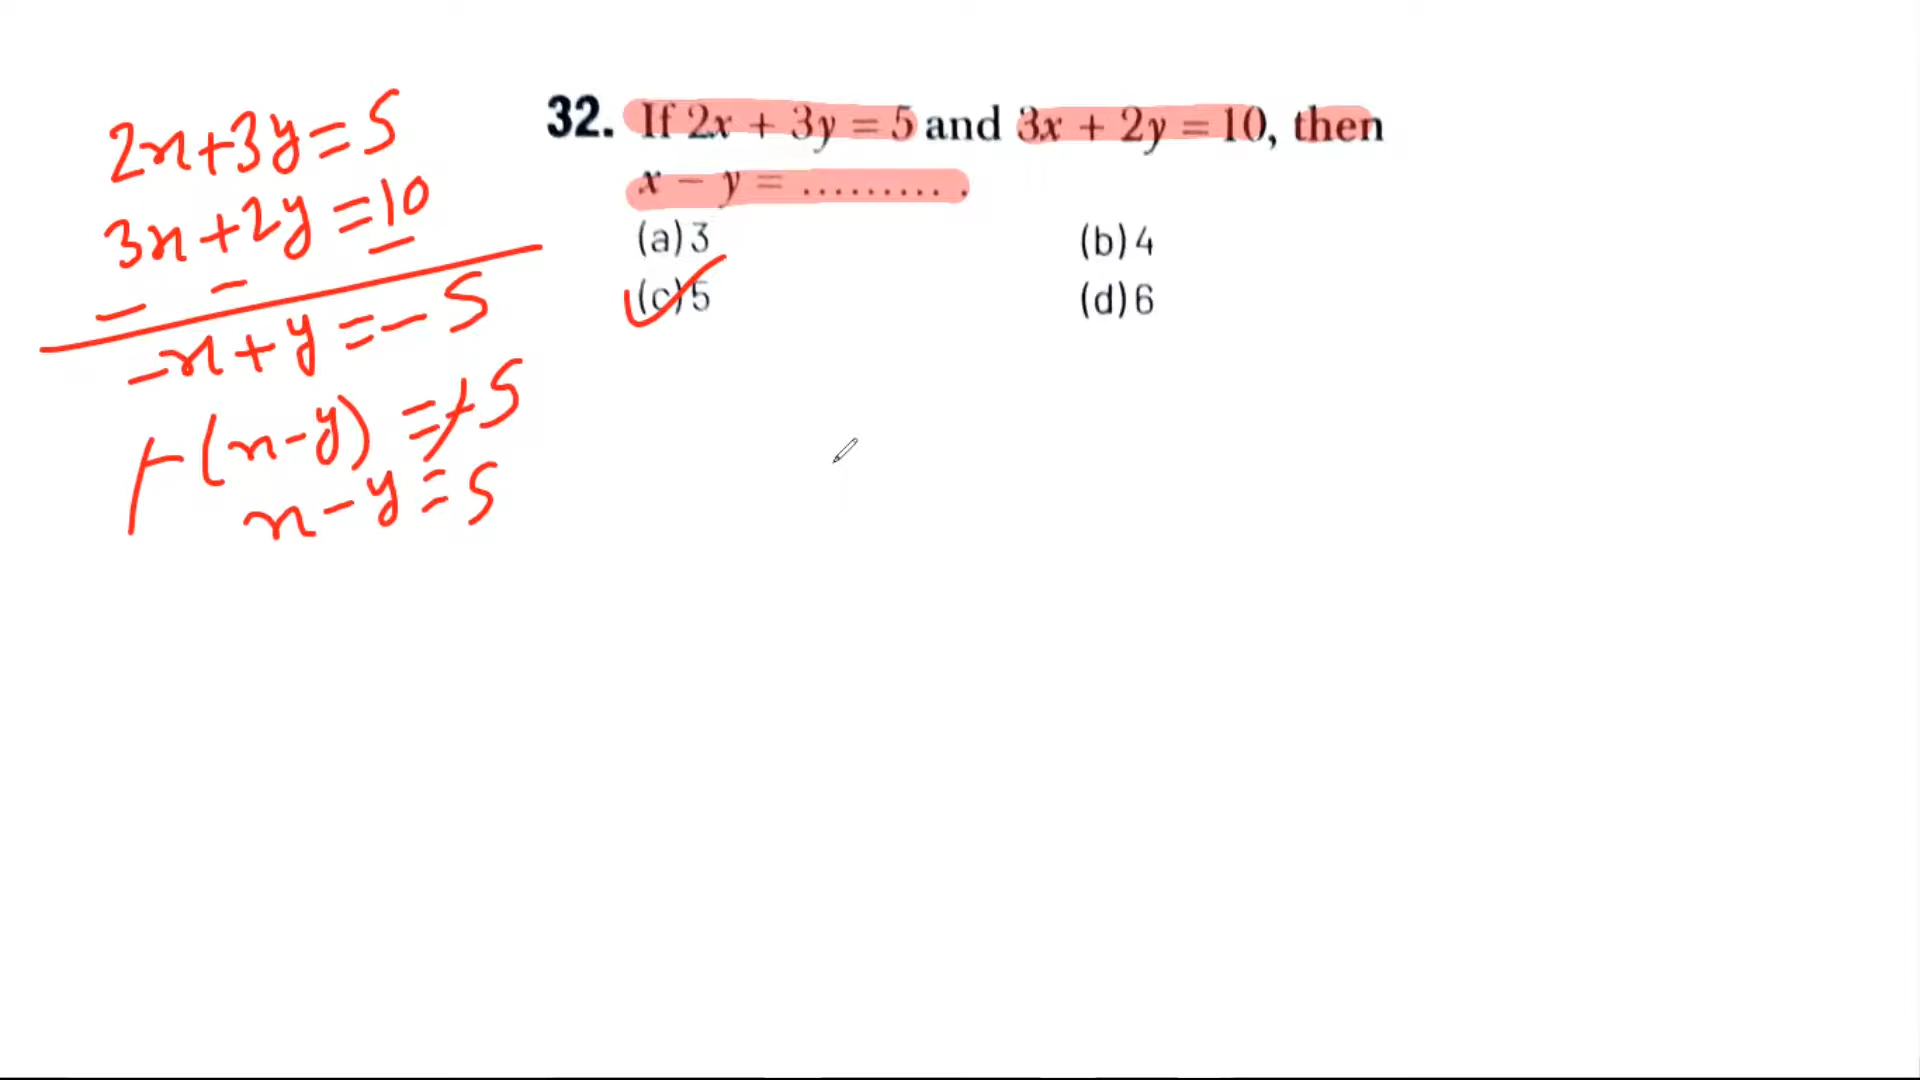 2x+3y=5
3x+2y=10
- - -
-x+y=-5
-(x-y)=-5
x-y=5
32. If 2x + 3y = 5 and 3x + 2y = 10, then
x − y = ......... .
(a) 3 (b) 4
(c) 5 (d) 6